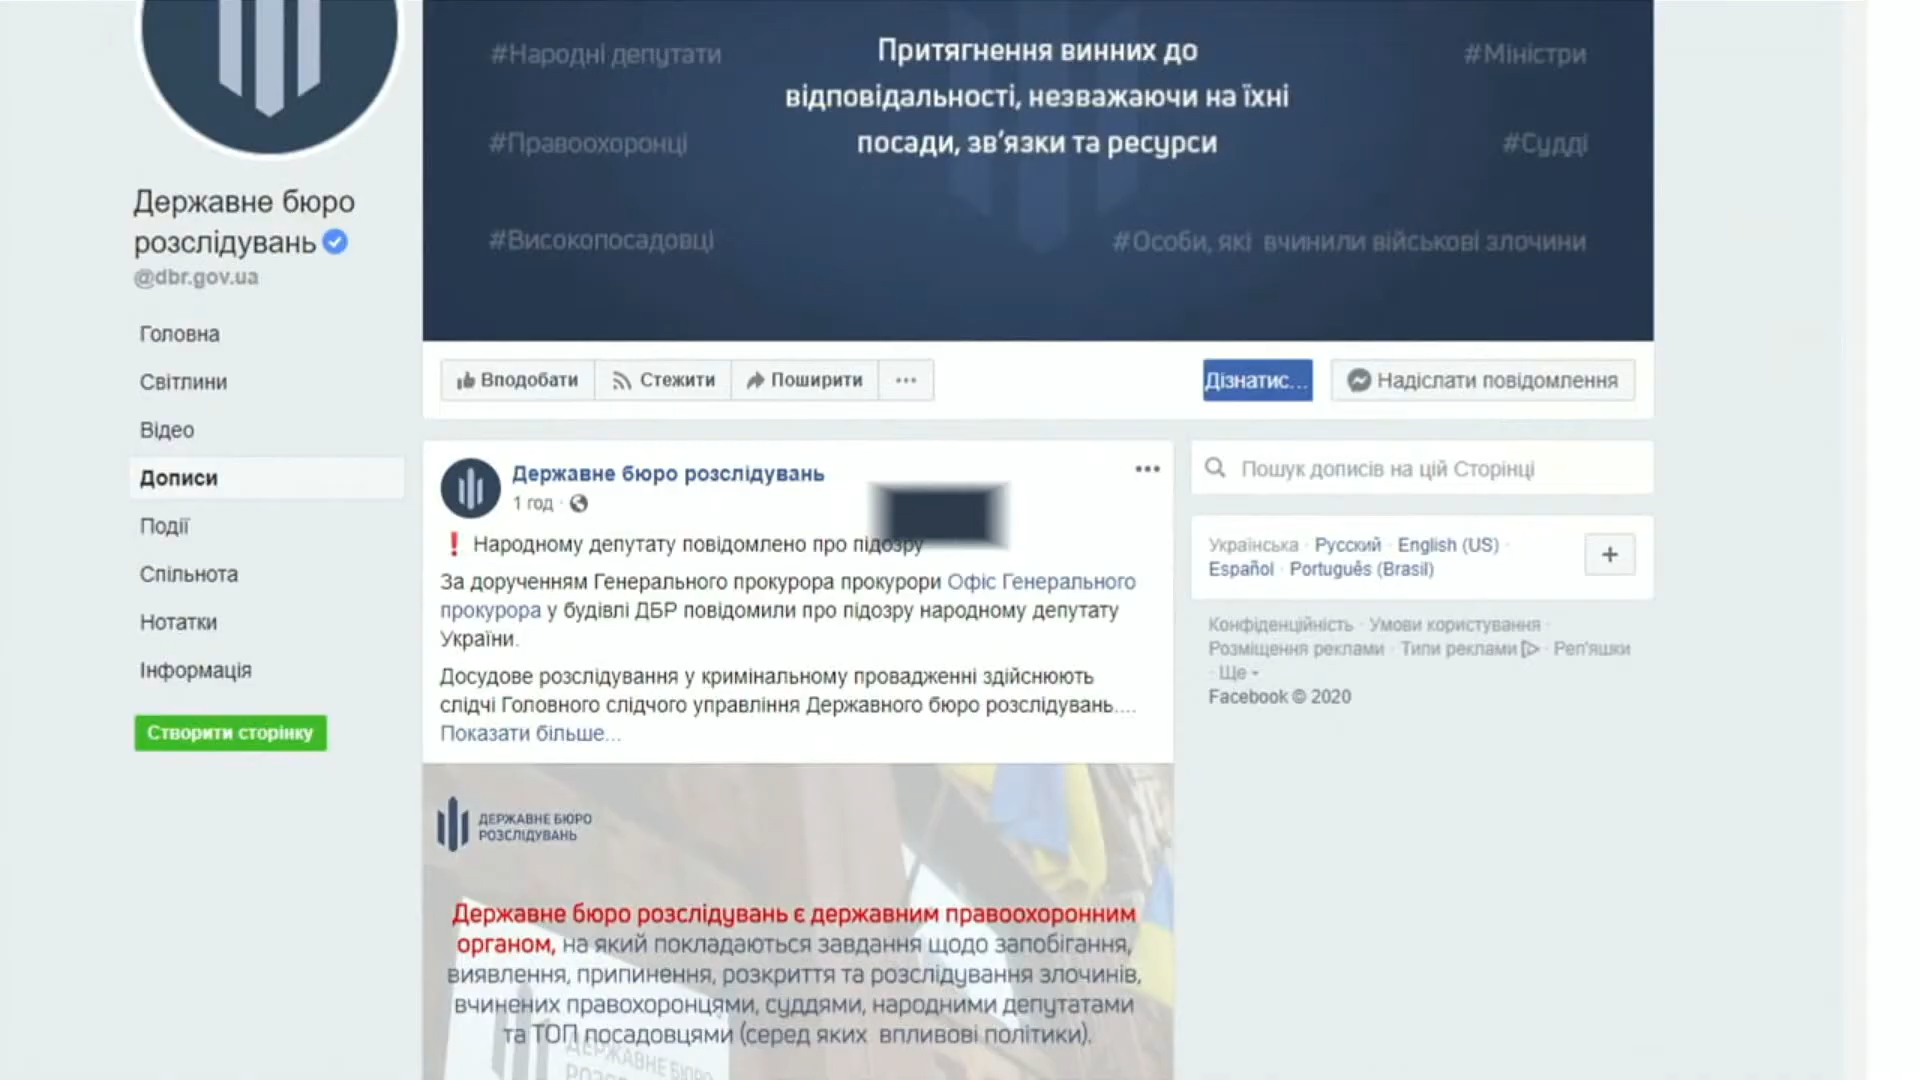 #Народні депутати
Притягнення винних до
#Міністри
відповідальності, незважаючи на їхні
#Правоохоронці
посади, зв'язки та ресурси
#Судді
#Високопосадовці
#Особи, які вчинили військові злочини
Державне бюро
розслідувань
@dbr.gov.ua
Головна
Світлини
Відео
Дописи
Події
Спільнота
Нотатки
Інформація
Створити сторінку
Вподобати
Стежити
Поширити
...
Дізнатис...
Надіслати повідомлення
Державне бюро розслідувань
1 год ·
❗ Народному депутату повідомлено про підозру
За дорученням Генерального прокурора прокурори Офіс Генерального
прокурора у будівлі ДБР повідомили про підозру народному депутату
України.
Досудове розслідування у кримінальному провадженні здійснюють
слідчі Головного слідчого управління Державного бюро розслідувань....
Показати більше...
ДЕРЖАВНЕ БЮРО
РОЗСЛІДУВАНЬ
Державне бюро розслідувань є державним правоохоронним
органом, на який покладаються завдання щодо запобігання,
виявлення, припинення, розкриття та розслідування злочинів,
вчинених правохоронцями, суддями, народними депутатами
та ТОП посадовцями (серед яких впливові політики).
ДЕРЖАВНЕ БЮРО
Пошук дописів на цій Сторінці
Українська · Русский · English (US) ·
Español · Português (Brasil)
+
Конфіденційність · Умови користування ·
Розміщення реклами · Типи реклами · Реп'яшки
· Ще
Facebook © 2020